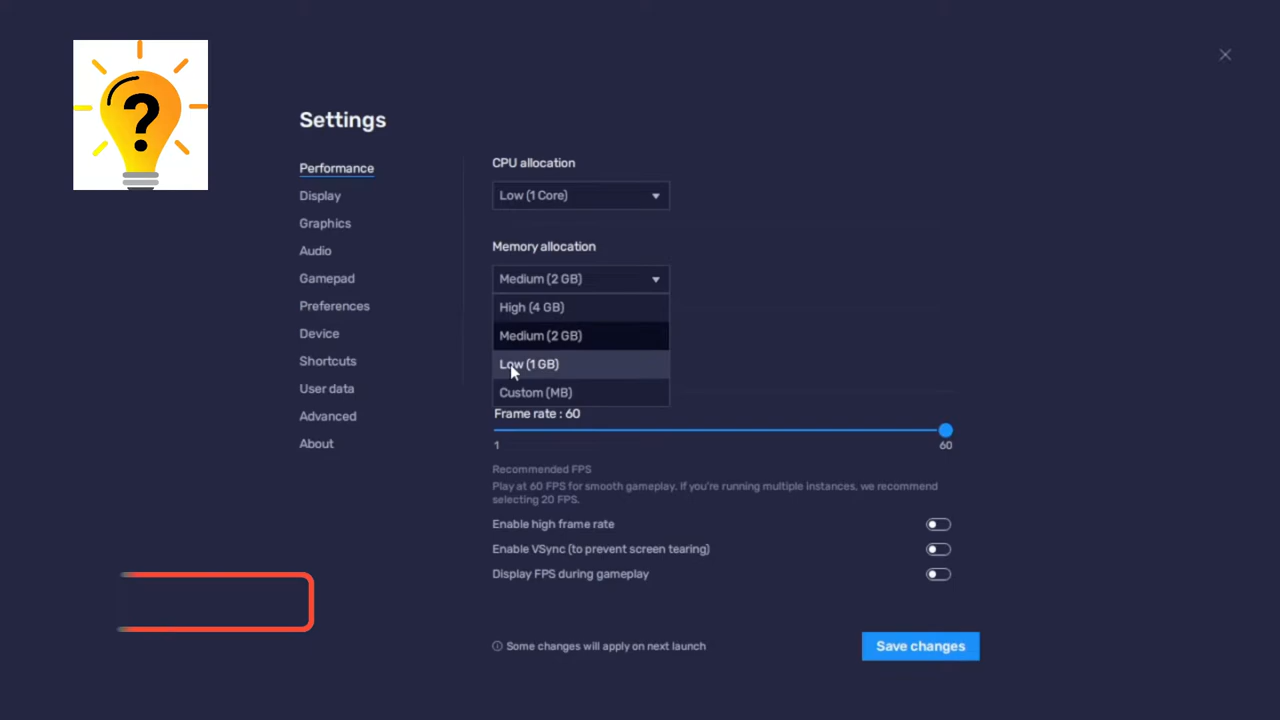 ?
Settings
Performance
Display
Graphics
Audio
Gamepad
Preferences
Device
Shortcuts
User data
Advanced
About
CPU allocation
Low (1 Core)
Memory allocation
Medium (2 GB)
High (4 GB)
Medium (2 GB)
Low (1 GB)
Custom (MB)
Frame rate : 60
1 60
Recommended FPS
Play at 60 FPS for smooth gameplay. If you're running multiple instances, we recommend
selecting 20 FPS.
Enable high frame rate
Enable VSync (to prevent screen tearing)
Display FPS during gameplay
Some changes will apply on next launch
Save changes